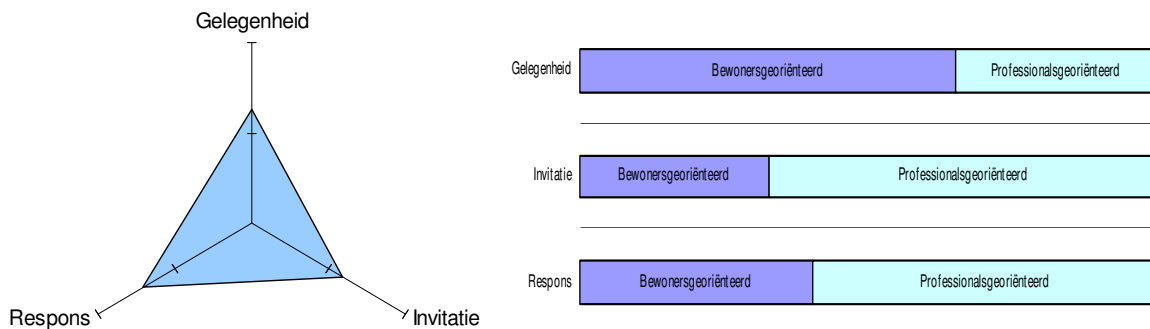 Gelegenheid
Respons
Invitatie
Gelegenheid
Bewonersgeoriënteerd
Professionalsgeoriënteerd
Invitatie
Bewonersgeoriënteerd
Professionalsgeoriënteerd
Respons
Bewonersgeoriënteerd
Professionalsgeoriënteerd